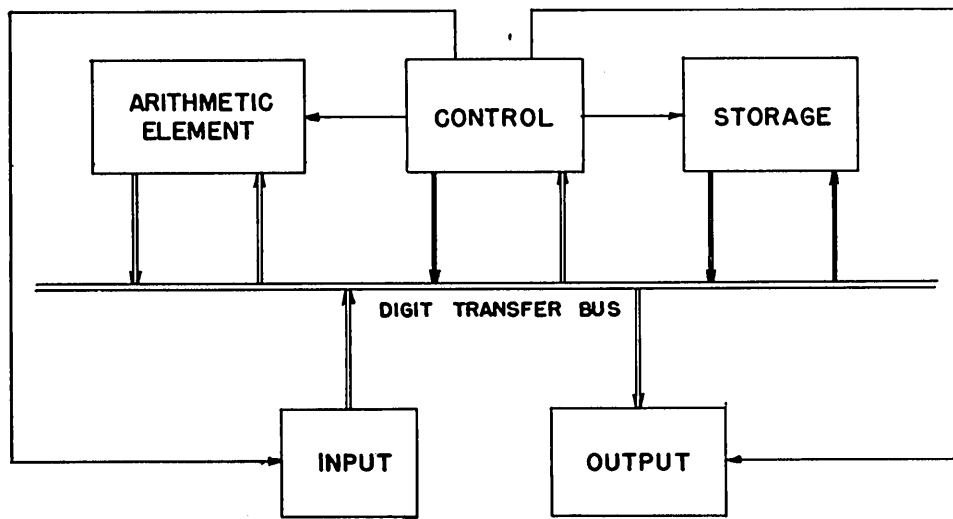 ARITHMETIC
ELEMENT
CONTROL
STORAGE
DIGIT TRANSFER BUS
INPUT
OUTPUT